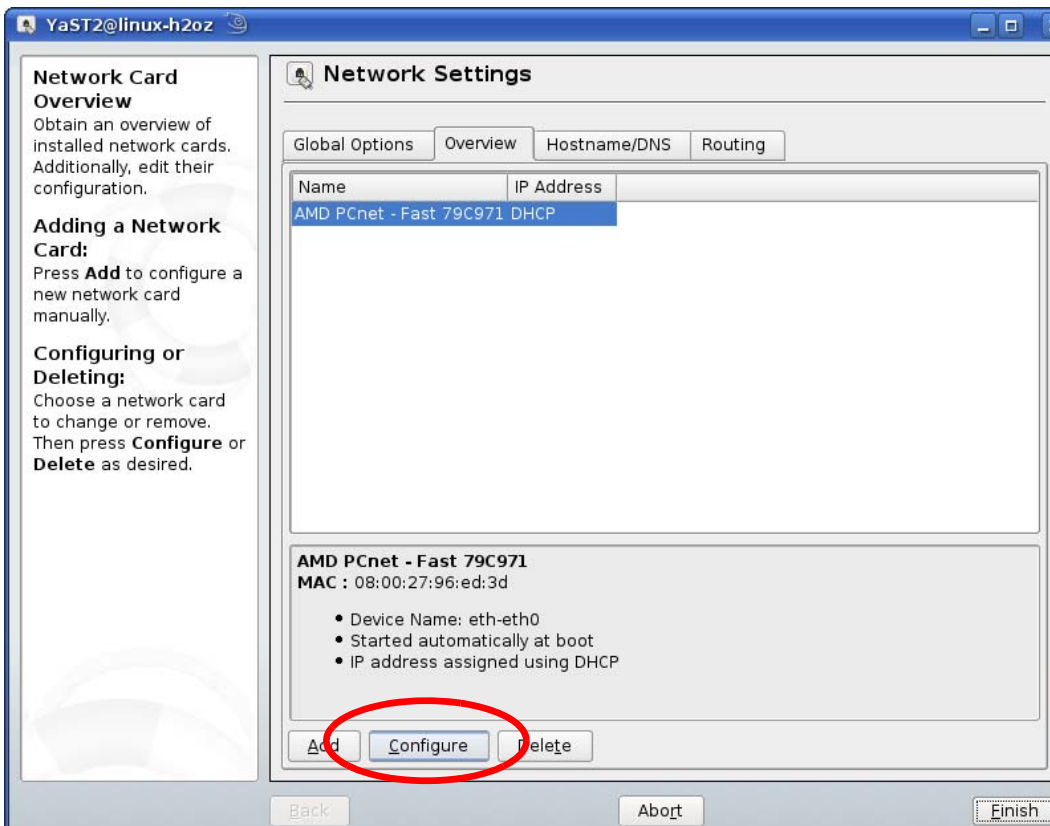 YaST2@linux-h2oz
Network Card
Overview
Obtain an overview of
installed network cards.
Additionally, edit their
configuration.
Adding a Network
Card:
Press Add to configure a
new network card
manually.
Configuring or
Deleting:
Choose a network card
to change or remove.
Then press Configure or
Delete as desired.
Network Settings
Global Options Overview Hostname/DNS Routing
Name IP Address
AMD PCnet - Fast 79C971 DHCP
AMD PCnet - Fast 79C971
MAC : 08:00:27:96:ed:3d
• Device Name: eth-eth0
• Started automatically at boot
• IP address assigned using DHCP
Add Configure Delete
Back Abort Finish